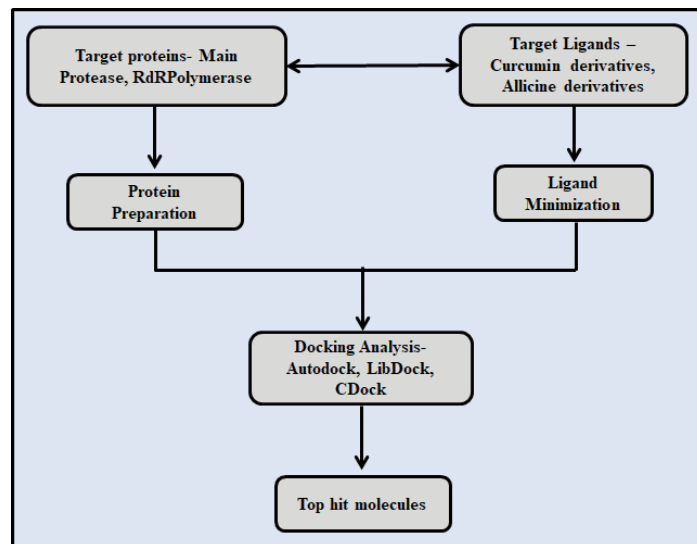 Target proteins- Main
Protease, RdRPolymerase
Target Ligands –
Curcumin derivatives,
Allicine derivatives
Protein
Preparation
Ligand
Minimization
Docking Analysis-
Autodock, LibDock,
CDock
Top hit molecules